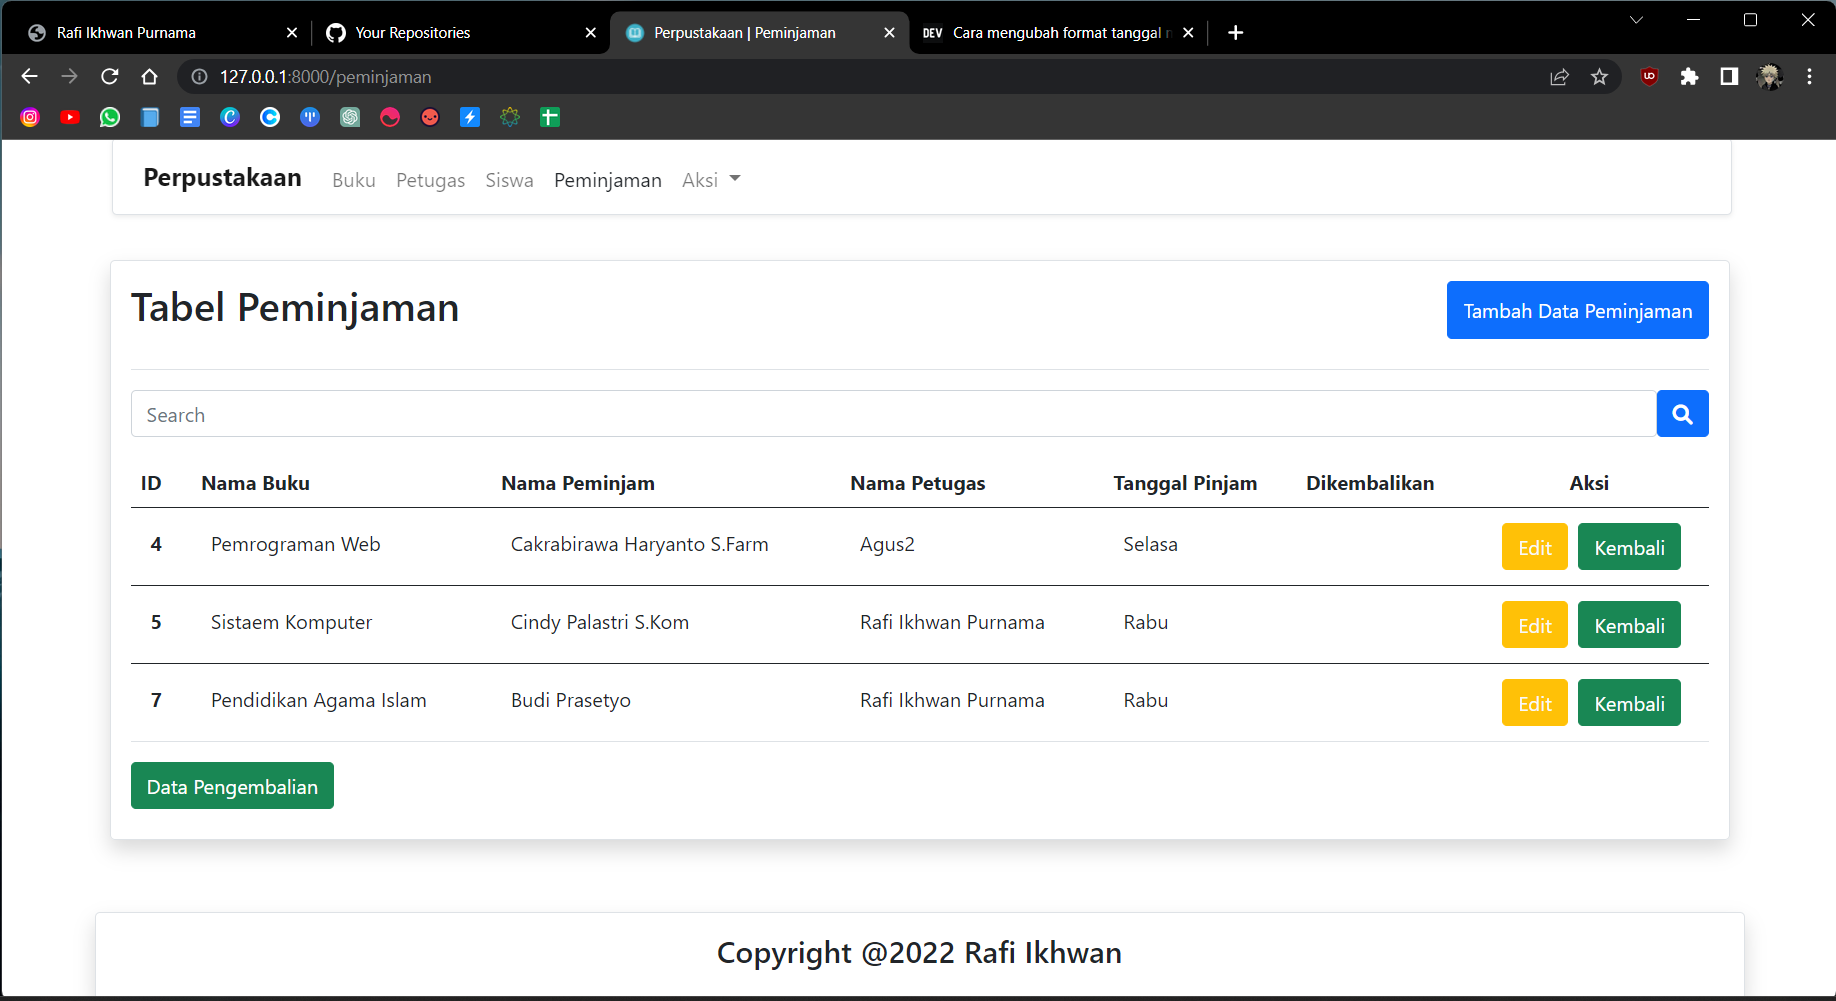 Rafi Ikhwan Purnama
Your Repositories
Perpustakaan | Peminjaman
DEV Cara mengubah format tanggal
127.0.0.1:8000/peminjaman
Perpustakaan Buku Petugas Siswa Peminjaman Aksi
Tabel Peminjaman
Tambah Data Peminjaman
Search
ID Nama Buku Nama Peminjam Nama Petugas Tanggal Pinjam Dikembalikan Aksi
4 Pemrograman Web Cakrabirawa Haryanto S.Farm Agus2 Selasa Edit Kembali
5 Sistaem Komputer Cindy Palastri S.Kom Rafi Ikhwan Purnama Rabu Edit Kembali
7 Pendidikan Agama Islam Budi Prasetyo Rafi Ikhwan Purnama Rabu Edit Kembali
Data Pengembalian
Copyright @2022 Rafi Ikhwan